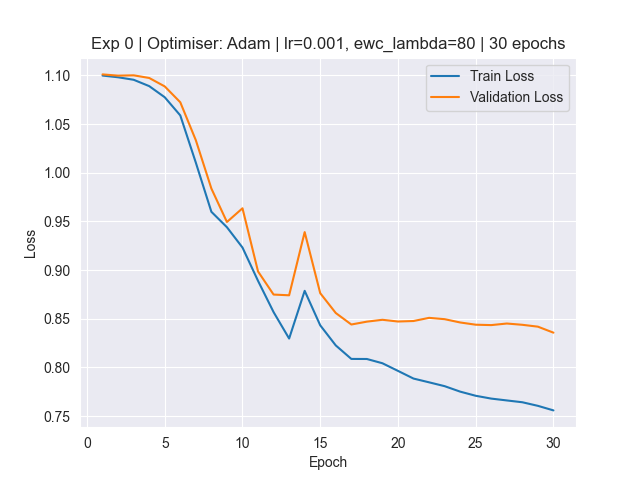 Exp 0 | Optimiser: Adam | lr=0.001, ewc_lambda=80 | 30 epochs
Train Loss
Validation Loss
1.10
1.05
1.00
0.95
0.90
0.85
0.80
0.75
Loss
0 5 10 15 20 25 30
Epoch